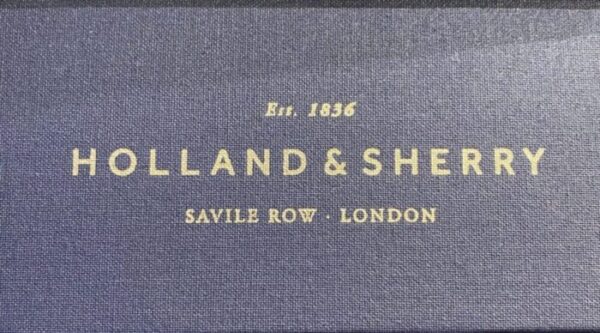 Est. 1836
HOLLAND & SHERRY
SAVILE ROW · LONDON